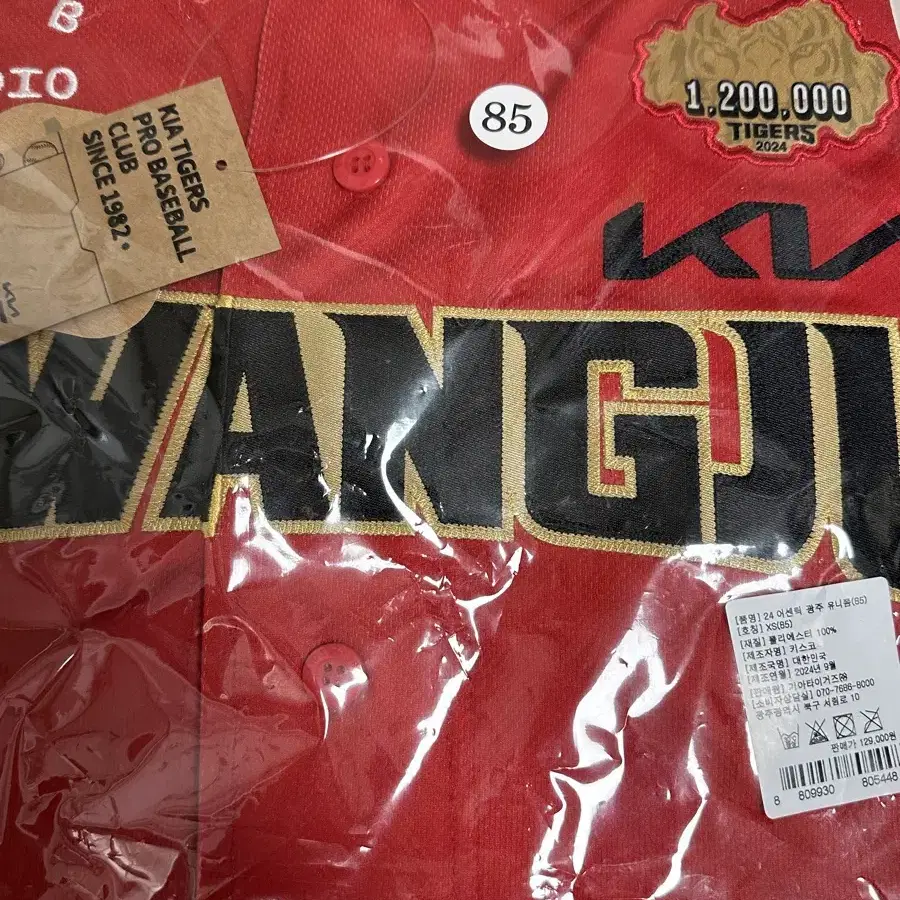 B
PIO
KIA TIGERS
PRO BASEBALL
CLUB
SINCE 1982
85
1,200,000
TIGERS
2024
KIA
WANGJU
[품명] 24 어센틱 광주 유니폼(85)
[호칭] XS(85)
[재질] 폴리에스터 100%
[제조자명] 키스코
[제조국명] 대한민국
[제조연월] 2024년 9월
[판매원] 기아타이거즈㈜
[소비자상담실] 070-7686-8000
광주광역시 북구 서림로 10
판매가 129,000원
8 809930 805448